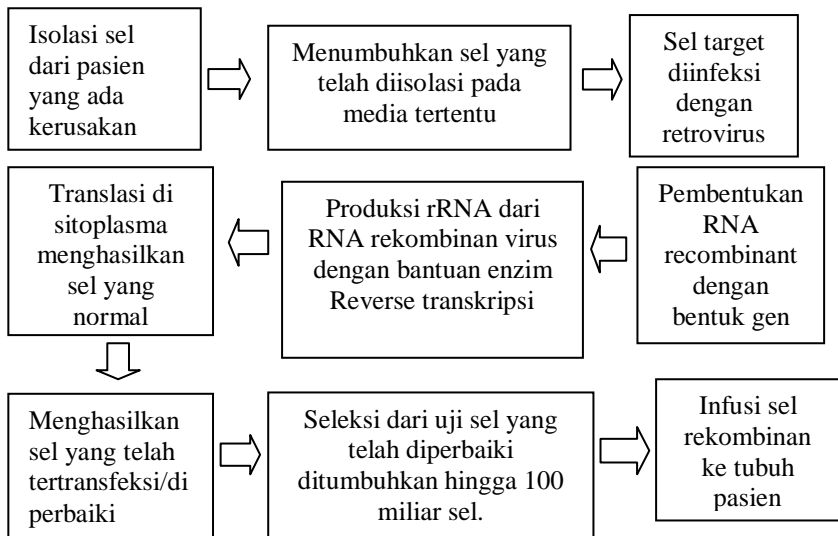 Isolasi sel
dari pasien
yang ada
kerusakan
Menumbuhkan sel yang
telah diisolasi pada
media tertentu
Sel target
diinfeksi
dengan
retrovirus
Pembentukan
RNA
recombinant
dengan
bentuk gen
Produksi rRNA dari
RNA rekombinan virus
dengan bantuan enzim
Reverse transkripsi
Translasi di
sitoplasma
menghasilkan
sel yang
normal
Menghasilkan
sel yang telah
tertransfeksi/di
perbaiki
Seleksi dari uji sel yang
telah diperbaiki
ditumbuhkan hingga 100
miliar sel.
Infusi sel
rekombinan
ke tubuh
pasien